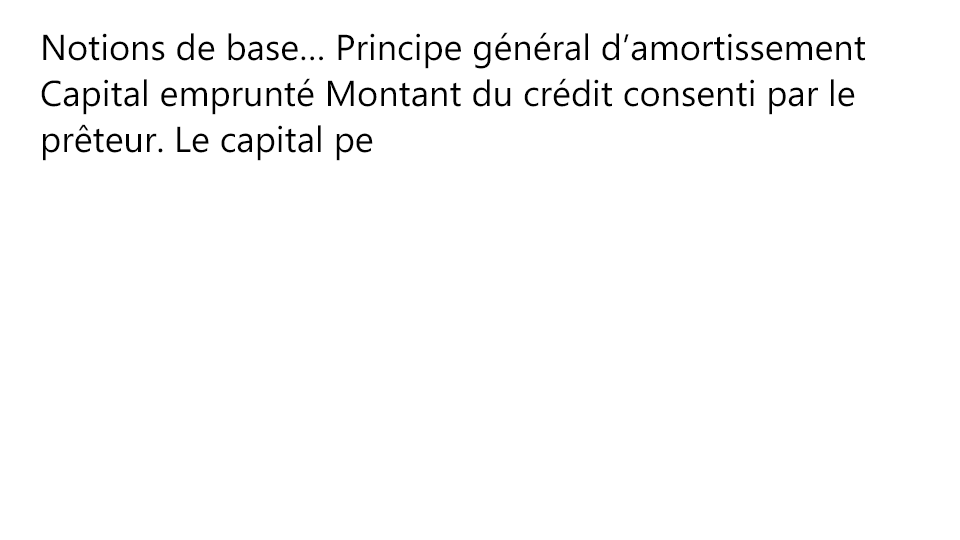 Notions de base… Principe général d’amortissement
Capital emprunté Montant du crédit consenti par le
prêteur. Le capital pe